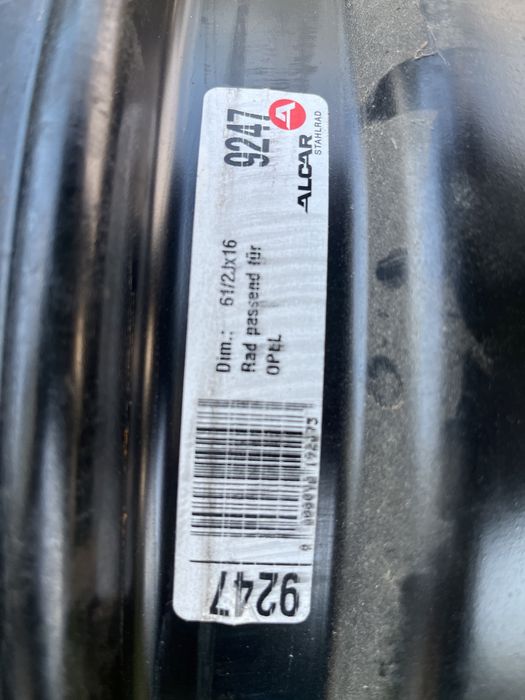 9247
ALCAR
STAHLRAD
Dim.: 61/2Jx16
Rad passend für
OPEL
9247